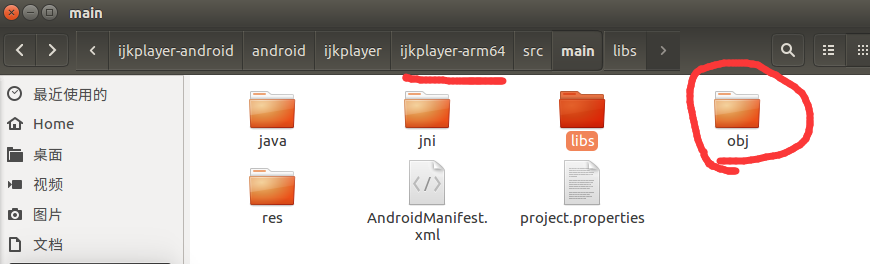 main
ijkplayer-android android ijkplayer ijkplayer-arm64 src main libs
最近使用的
Home
桌面
视频
图片
文档
java jni libs obj
res AndroidManifest.
xml project.properties